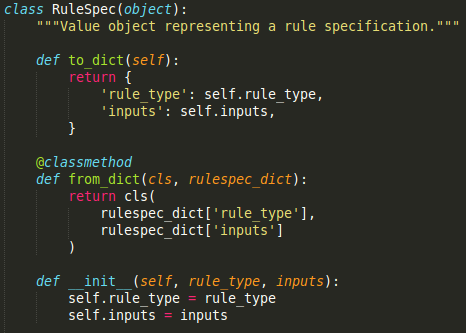 class RuleSpec(object):
    """Value object representing a rule specification."""

    def to_dict(self):
        return {
            'rule_type': self.rule_type,
            'inputs': self.inputs,
        }

    @classmethod
    def from_dict(cls, rulespec_dict):
        return cls(
            rulespec_dict['rule_type'],
            rulespec_dict['inputs']
        )

    def __init__(self, rule_type, inputs):
        self.rule_type = rule_type
        self.inputs = inputs